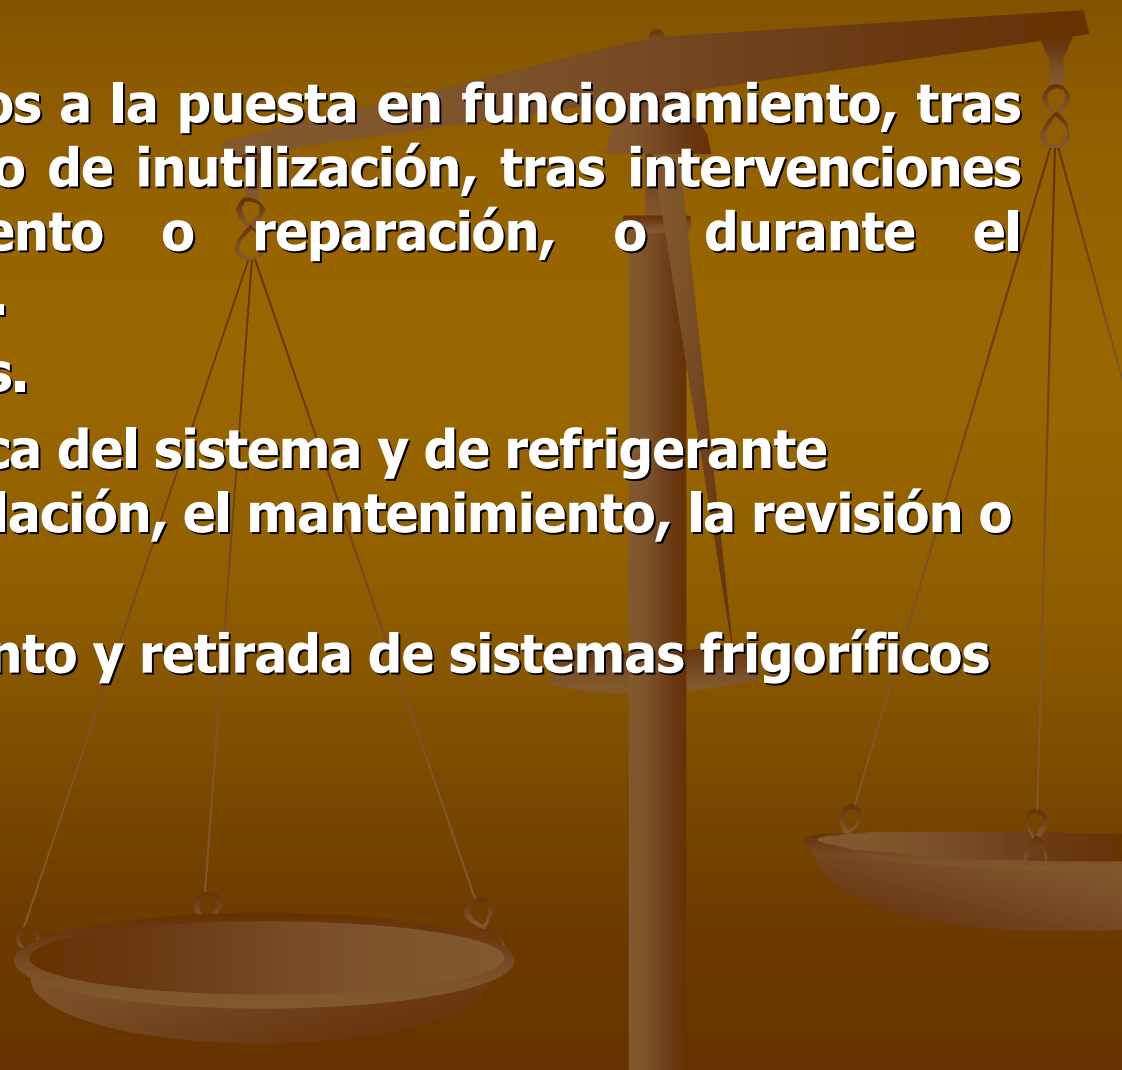 os a la puesta en funcionamiento, tras
o de inutilización, tras intervenciones
ento o reparación, o durante el
.
s.
ca del sistema y de refrigerante
lación, el mantenimiento, la revisión o
nto y retirada de sistemas frigoríficos